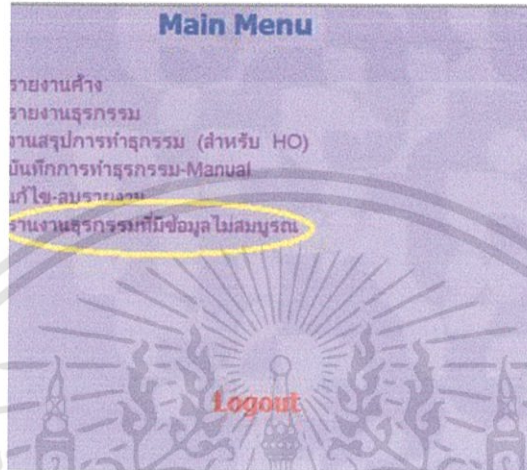 Main Menu
รายงานค้าง
รายงานธุรกรรม
งานสรุปการทำธุกรรม (สำหรับ HO)
บันทึกการทำธุรกรรม-Manual
แก้ไข-ลบรายงาน
รานงานธุรกรรมที่มีข้อมูลไม่สมบูรณ
Logout